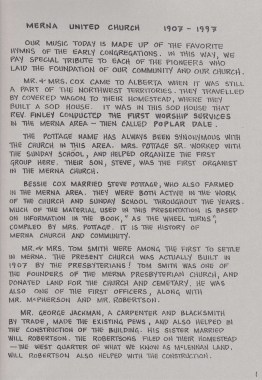 MERNA UNITED CHURCH 1907 - 1997
OUR MUSIC TODAY IS MADE UP OF THE FAVORITE
HYMNS OF THE EARLY CONGREGATIONS. IN THIS WAY, WE
PAY SPECIAL TRIBUTE TO EACH OF THE PIONEERS WHO
LAID THE FOUNDATION OF OUR COMMUNITY AND OUR CHURCH.
MR. & MRS. COX CAME TO ALBERTA WHEN IT WAS STILL
A PART OF THE NORTHWEST TERRITORIES. THEY TRAVELLED
BY COVERED WAGON TO THEIR HOMESTEAD, WHERE THEY
BUILT A SOD HOUSE. IT WAS IN THIS SOD HOUSE THAT
REV. FINLEY CONDUCTED THE FIRST WORSHIP SERVICES
IN THE MERNA AREA - THEN CALLED POPLAR DALE.
THE POTTAGE NAME HAS ALWAYS BEEN SYNONYMOUS WITH
THE CHURCH IN THIS AREA. MRS. POTTAGE SR. WORKED WITH
THE SUNDAY SCHOOL, AND HELPED ORGANIZE THE FIRST
GROUP HERE. THEIR SON, STEVE, WAS THE FIRST ORGANIST
IN THE MERNA CHURCH.
BESSIE COX MARRIED STEVE POTTAGE, WHO ALSO FARMED
IN THE MERNA AREA. THEY WERE BOTH ACTIVE IN THE WORK
OF THE CHURCH AND SUNDAY SCHOOL THROUGHOUT THE YEARS.
MUCH OF THE MATERIAL USED IN THIS PRESENTATION IS BASED
ON INFORMATION IN THE BOOK, "AS THE WHEEL TURNS",
COMPILED BY MRS. POTTAGE. IT IS THE HISTORY OF
MERNA CHURCH AND COMMUNITY.
MR. & MRS. TOM SMITH WERE AMONG THE FIRST TO SETTLE
IN MERNA. THE PRESENT CHURCH WAS ACTUALLY BUILT IN
1907 BY THE PRESBYTERIANS! TOM SMITH WAS ONE OF
THE FOUNDERS OF THE MERNA PRESBYTERIAN CHURCH, AND
DONATED LAND FOR THE CHURCH AND CEMETARY. HE WAS
ALSO ONE OF THE FIRST OFFICERS, ALONG WITH
MR. McPHERSON AND MR. ROBERTSON.
MR. GEORGE JACKMAN, A CARPENTER AND BLACKSMITH
BY TRADE, MADE THE EXISTING PEWS, AND ALSO HELPED IN
THE CONSTRUCTION OF THE BUILDING. HIS SISTER MARRIED
WILL ROBERTSON. THE ROBERTSONS FILED ON THEIR HOMESTEAD
- THE WEST QUARTER OF WHAT WE KNOW AS McLENNAN LAND.
WILL ROBERTSON ALSO HELPED WITH THE CONSTRUCTION.
1